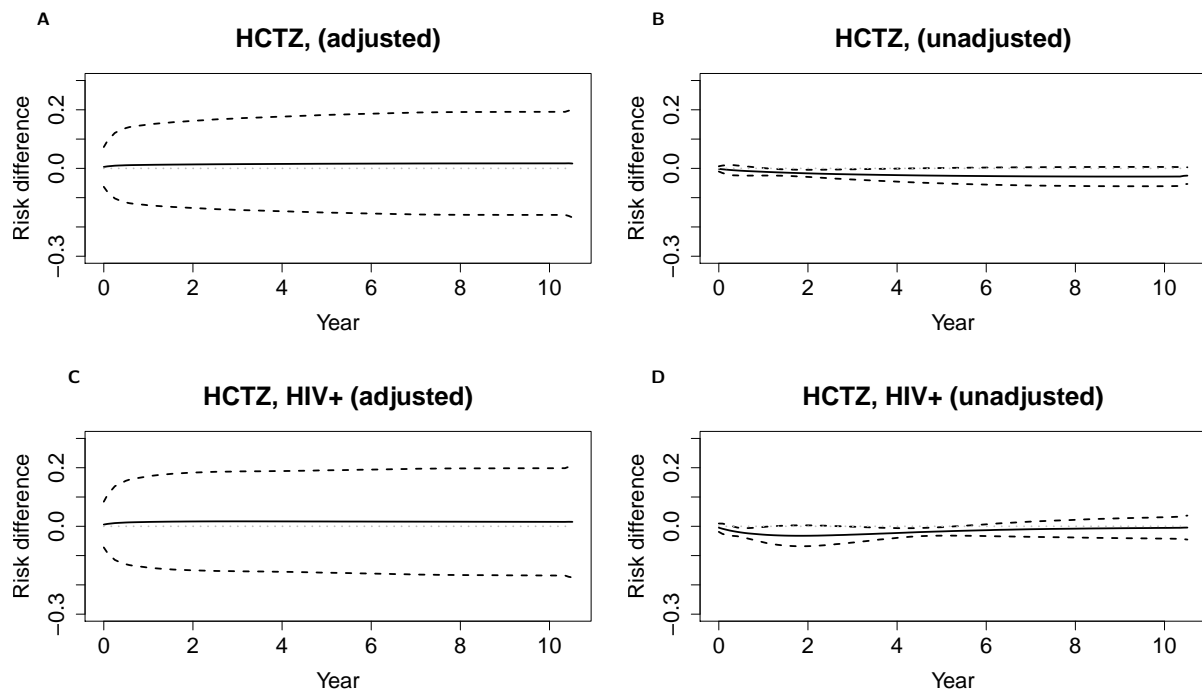 A
HCTZ, (adjusted)
Risk difference
0.2
0.0
−0.3
0 2 4 6 8 10
Year
B
HCTZ, (unadjusted)
Risk difference
0.2
0.0
−0.3
0 2 4 6 8 10
Year
C
HCTZ, HIV+ (adjusted)
Risk difference
0.2
0.0
−0.3
0 2 4 6 8 10
Year
D
HCTZ, HIV+ (unadjusted)
Risk difference
0.2
0.0
−0.3
0 2 4 6 8 10
Year